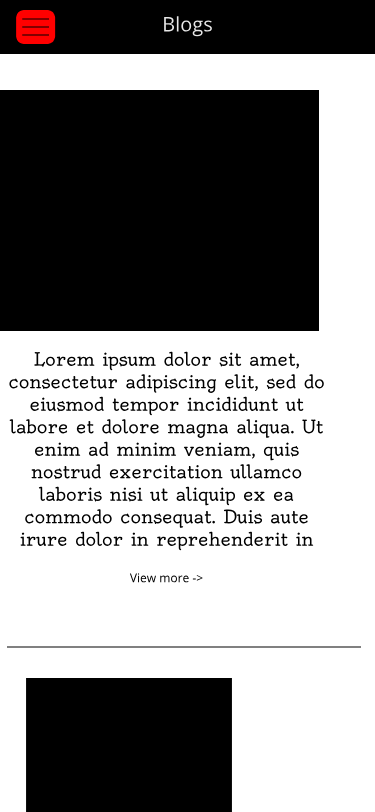 Blogs
Lorem ipsum dolor sit amet,
consectetur adipiscing elit, sed do
eiusmod tempor incididunt ut
labore et dolore magna aliqua. Ut
enim ad minim veniam, quis
nostrud exercitation ullamco
laboris nisi ut aliquip ex ea
commodo consequat. Duis aute
irure dolor in reprehenderit in
View more ->